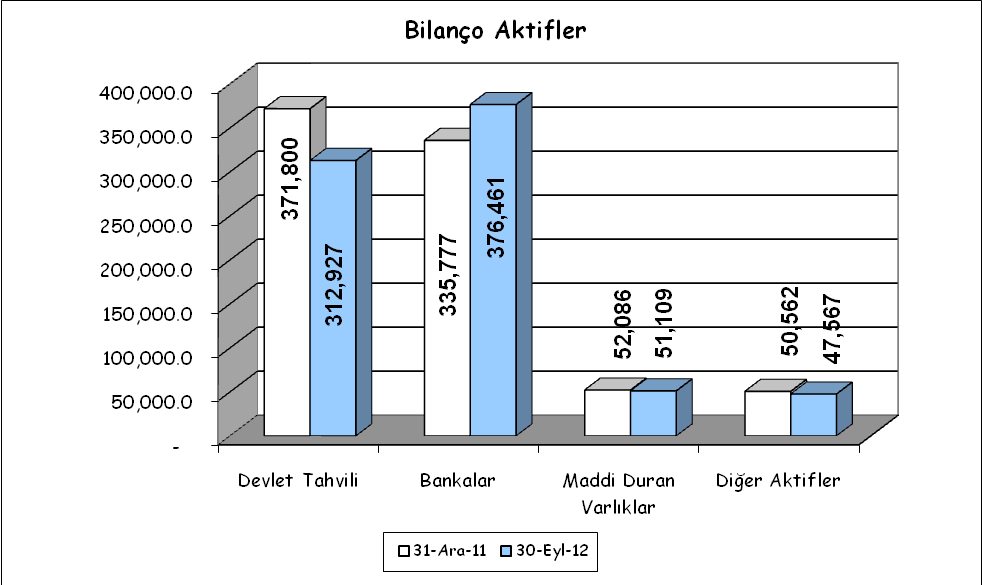 Bilanço Aktifler
400,000.0
350,000.0
300,000.0
250,000.0
200,000.0
150,000.0
100,000.0
50,000.0
-
371,800
312,927
335,777
376,461
52,086
51,109
50,562
47,567
Devlet Tahvili
Bankalar
Maddi Duran
Varlıklar
Diğer Aktifler
31-Ara-11
30-Eyl-12